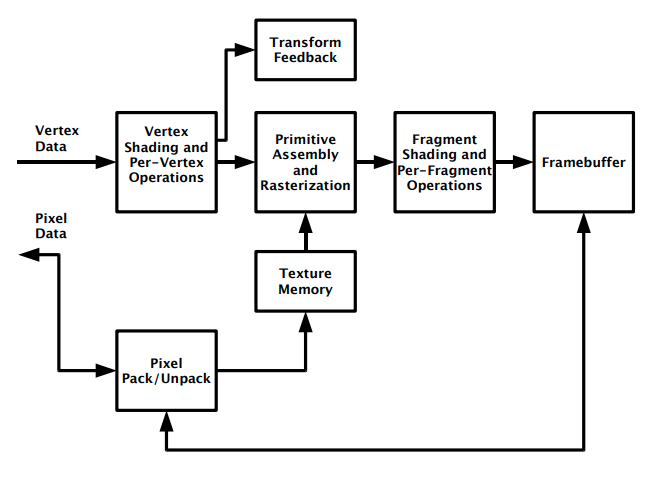 Transform
Feedback
Vertex
Data
Vertex
Shading and
Per-Vertex
Operations
Primitive
Assembly
and
Rasterization
Fragment
Shading and
Per-Fragment
Operations
Framebuffer
Pixel
Data
Texture
Memory
Pixel
Pack/Unpack